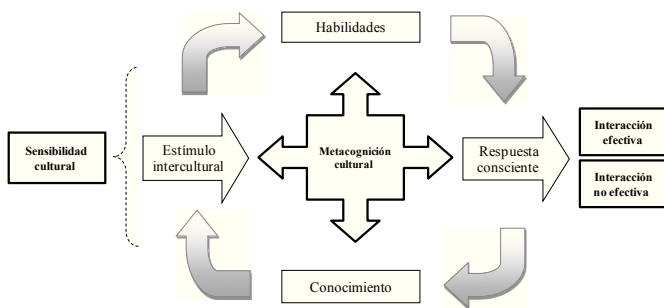 Habilidades
Sensibilidad
cultural
Estímulo
intercultural
Metacognición
cultural
Respuesta
consciente
Interacción
efectiva
Interacción
no efectiva
Conocimiento